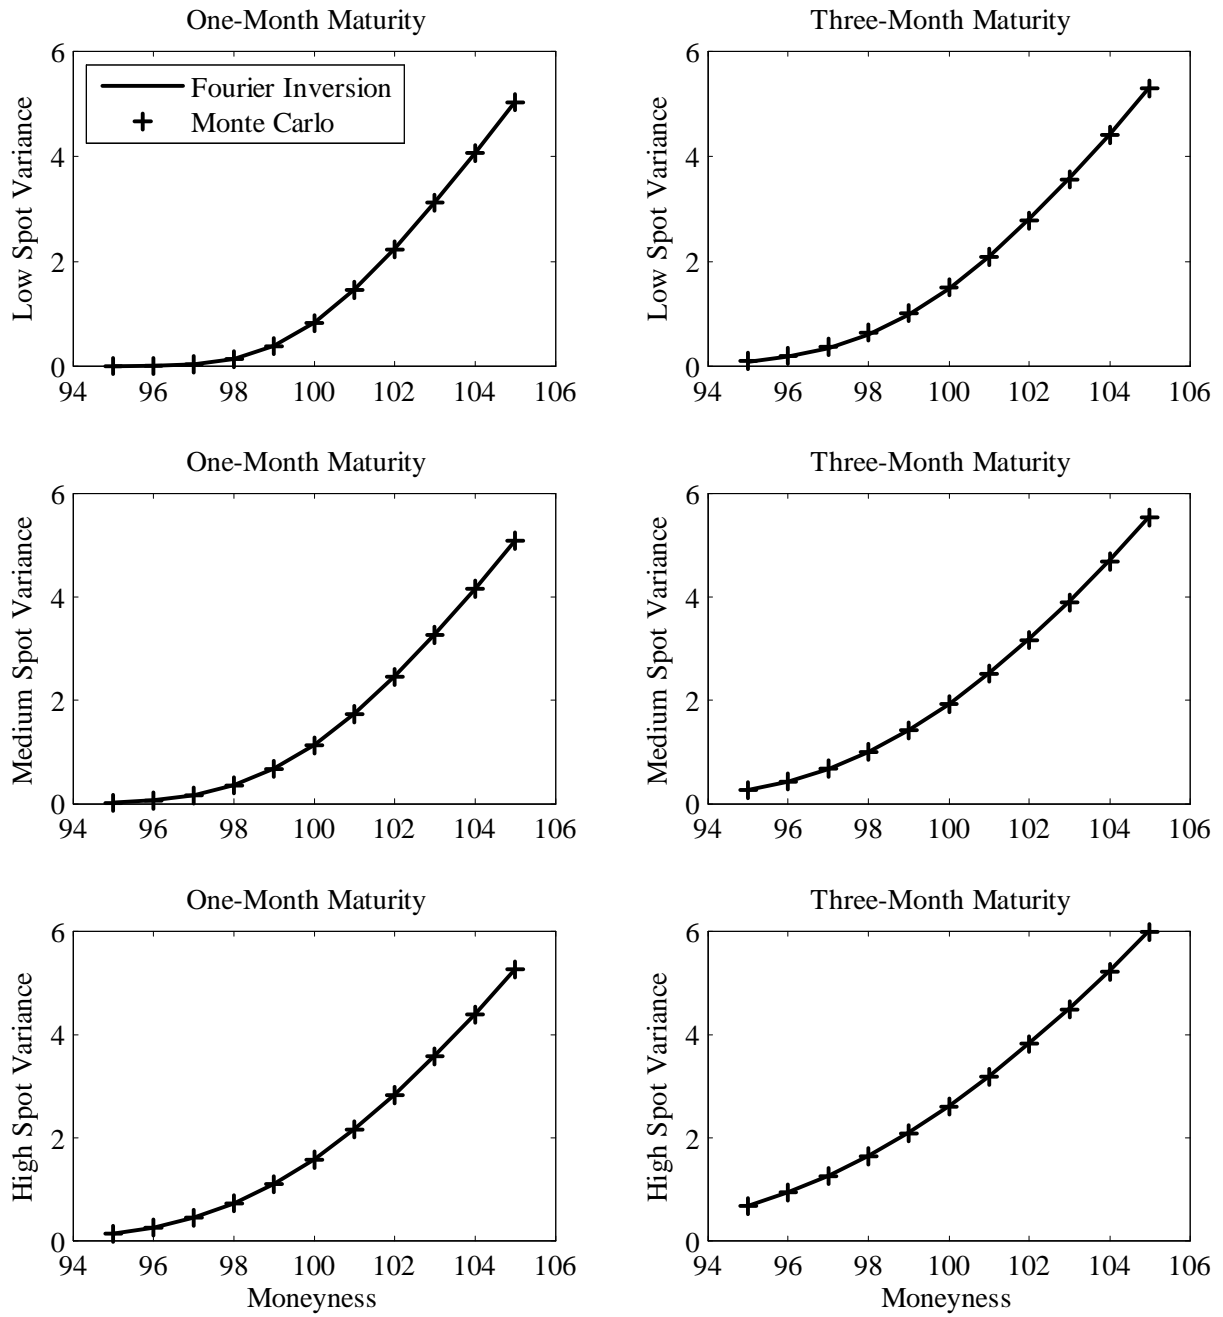 One-Month Maturity
Three-Month Maturity
Low Spot Variance
6
4
2
0
Fourier Inversion
Monte Carlo
94 96 98 100 102 104 106
Low Spot Variance
6
4
2
0
94 96 98 100 102 104 106
One-Month Maturity
Three-Month Maturity
Medium Spot Variance
6
4
2
0
94 96 98 100 102 104 106
Medium Spot Variance
6
4
2
0
94 96 98 100 102 104 106
One-Month Maturity
Three-Month Maturity
High Spot Variance
6
4
2
0
94 96 98 100 102 104 106
Moneyness
High Spot Variance
6
4
2
0
94 96 98 100 102 104 106
Moneyness